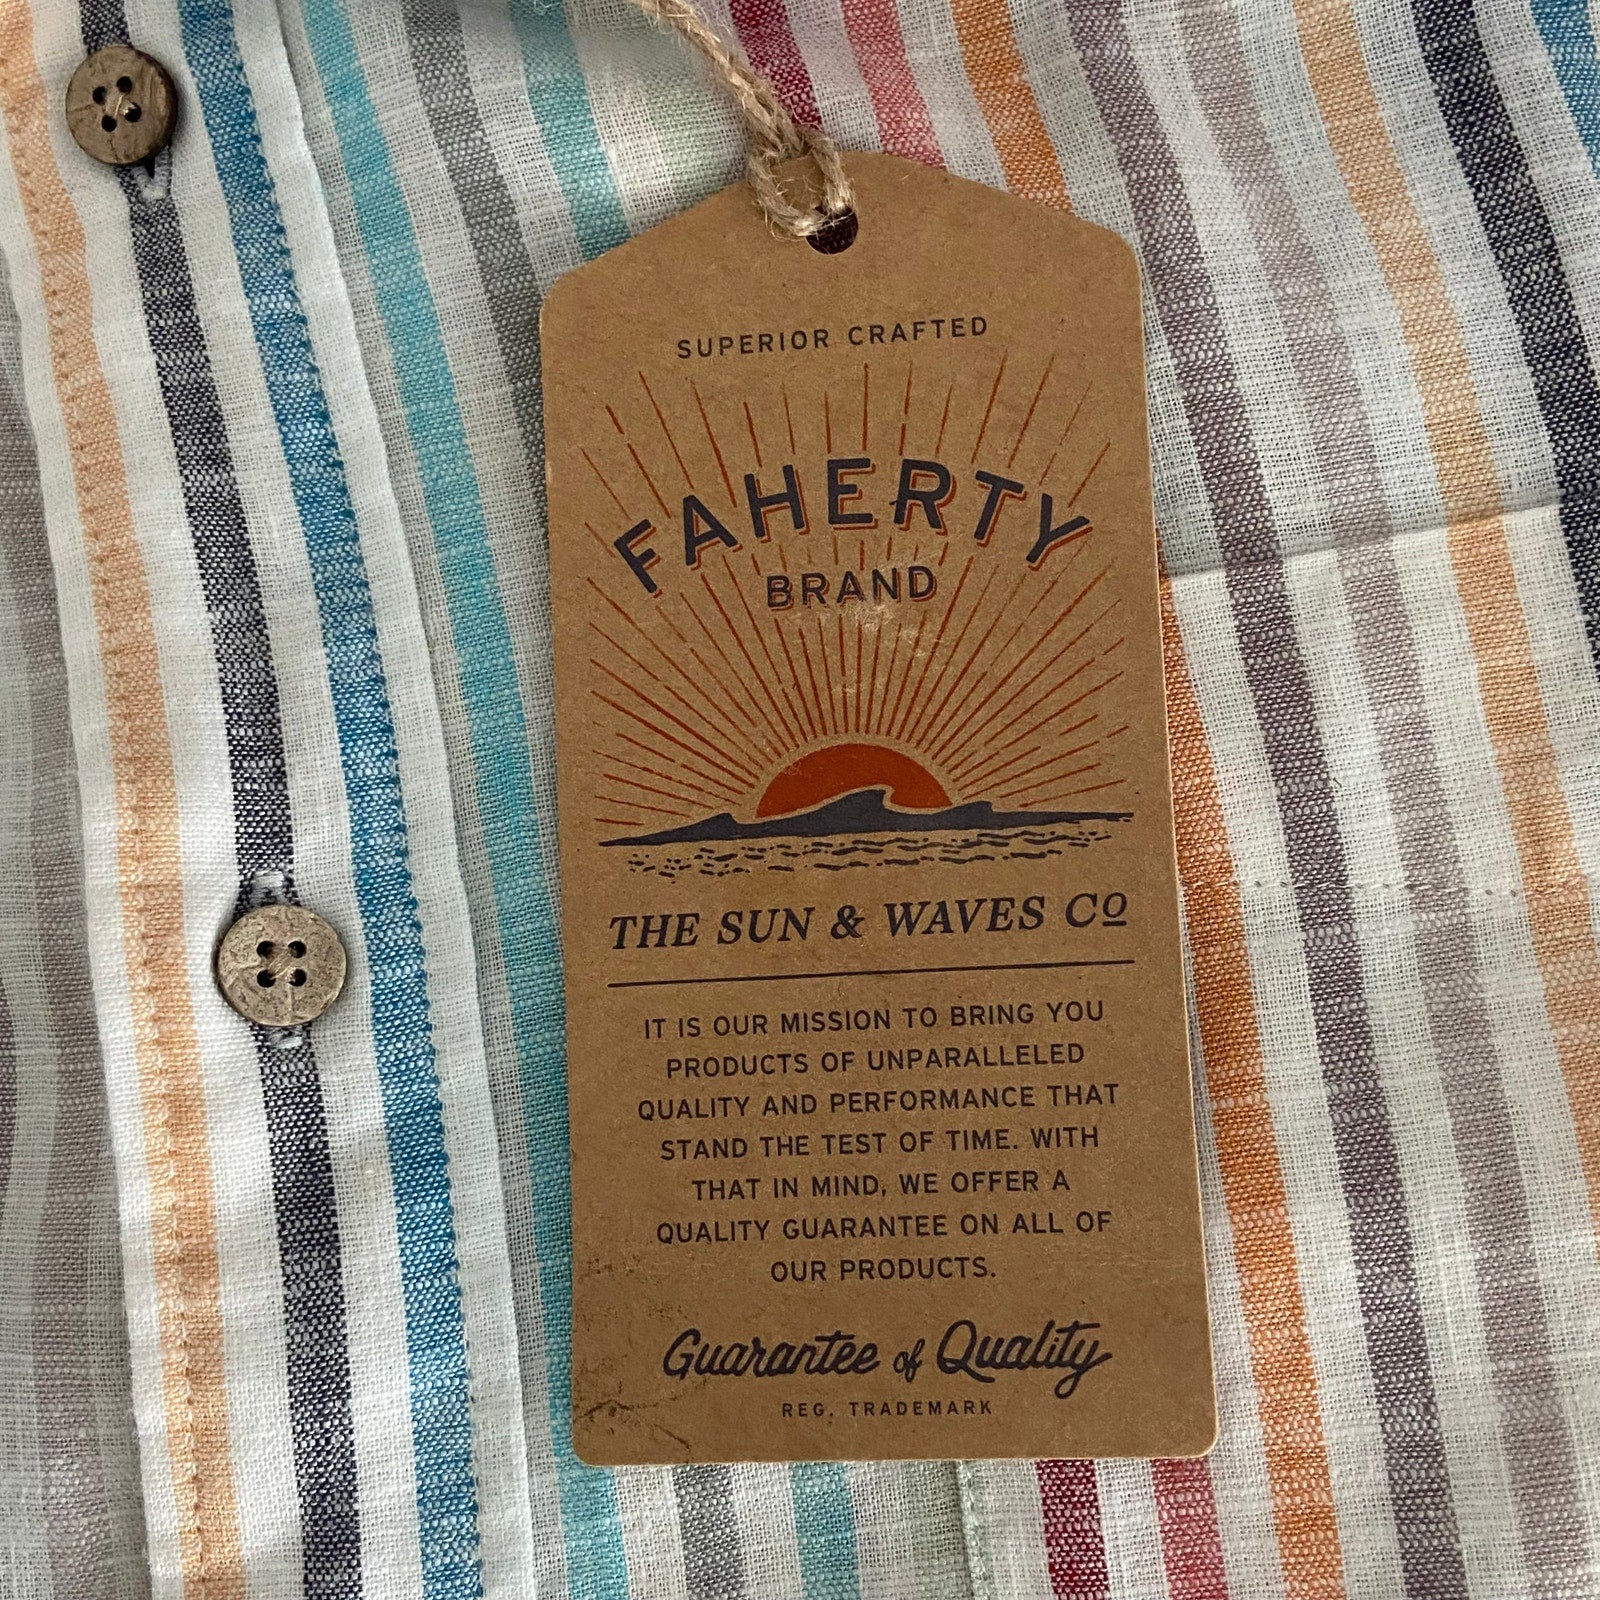 SUPERIOR CRAFTED
FAHERTY
BRAND
THE SUN & WAVES CO
IT IS OUR MISSION TO BRING YOU
PRODUCTS OF UNPARALLELED
QUALITY AND PERFORMANCE THAT
STAND THE TEST OF TIME. WITH
THAT IN MIND, WE OFFER A
QUALITY GUARANTEE ON ALL OF
OUR PRODUCTS.
Guarantee of Quality
REG. TRADEMARK